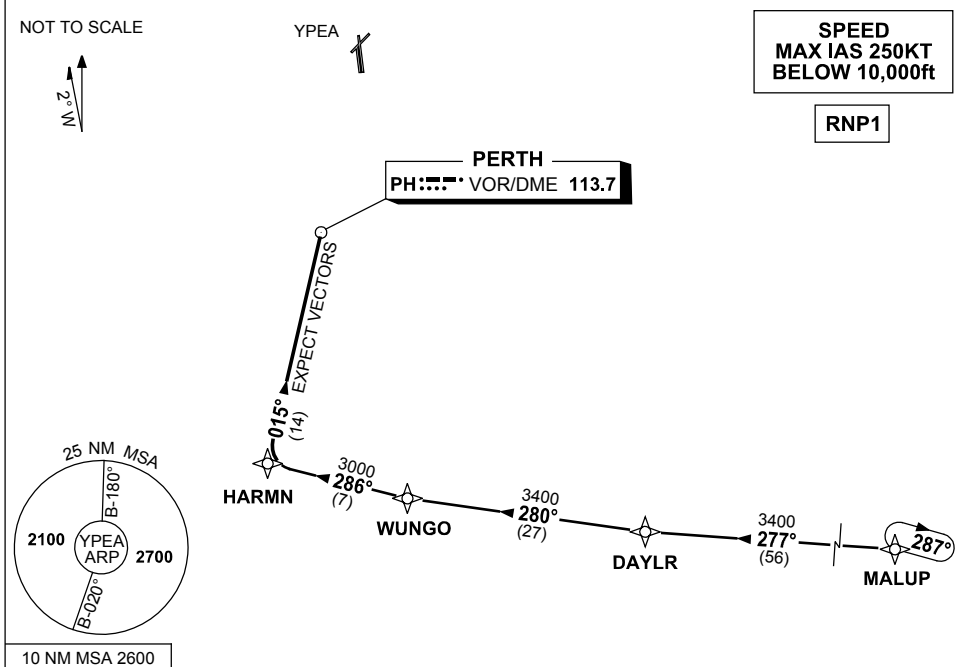 NOT TO SCALE
2° W
YPEA
SPEED
MAX IAS 250KT
BELOW 10,000ft
RNP1
PERTH
PH VOR/DME 113.7
EXPECT VECTORS
015°
(14)
HARMN
3000
286°
(7)
WUNGO
3400
280°
(27)
DAYLR
3400
277°
(56)
287°
MALUP
25 NM MSA
B-180°
2100
YPEA
ARP
2700
B-020°
10 NM MSA 2600